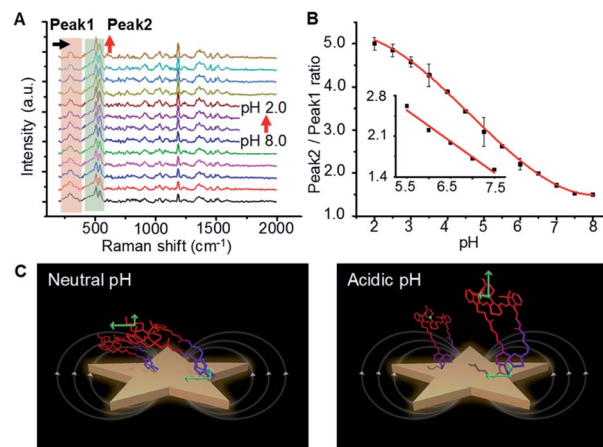 A
Peak1 Peak2
Intensity (a.u.)
pH 2.0
pH 8.0
500 1000 1500 2000
Raman shift (cm⁻¹)
B
Peak2 / Peak1 ratio
5.0
4.0
3.0
2.0
1.0
2.8
2.1
1.4
5.5 6.5 7.5
2 3 4 5 6 7 8
pH
C
Neutral pH
Acidic pH